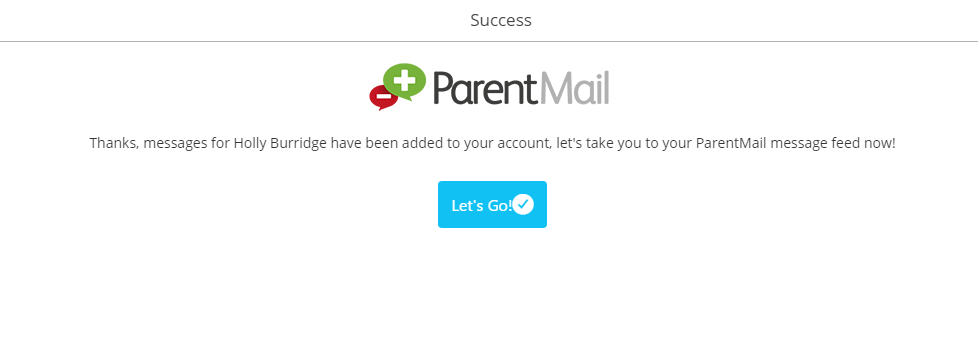 Success
ParentMail
Thanks, messages for Holly Burridge have been added to your account, let's take you to your ParentMail message feed now!
Let's Go!